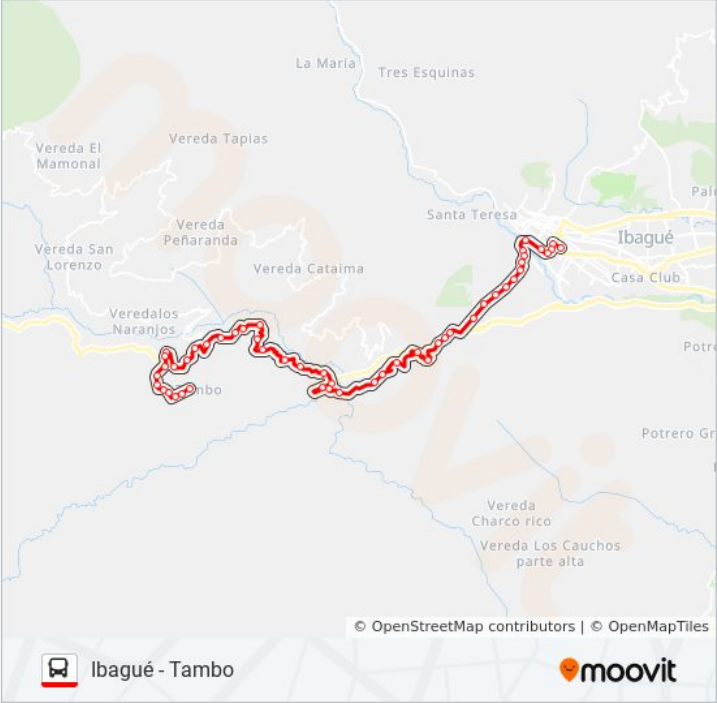 La María
Tres Esquinas
Vereda Tapias
Vereda El
Mamonal
Santa Teresa
Vereda
Peñaranda
Ibagué
Vereda San
Lorenzo
Vereda Cataima
Casa Club
Veredalos
Naranjos
Potrero Gr
Vereda
Charco rico
Vereda Los Cauchos
parte alta
© OpenStreetMap contributors | © OpenMapTiles
Ibagué - Tambo
moovit